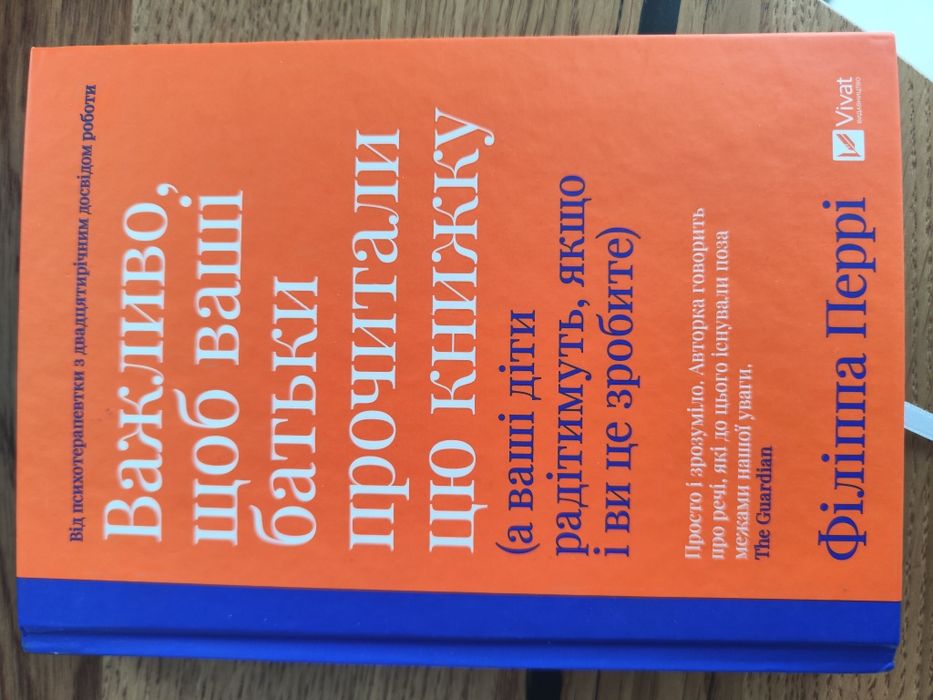 Від психотерапевтки з двадцятирічним досвідом роботи
Важливо,
щоб ваші
батьки
прочитали
цю книжку
(а ваші діти
радітимуть, якщо
і ви це зробите)
Просто і зрозуміло. Авторка говорить
про речі, які до цього існували поза
межами нашої уваги.
The Guardian
Філіппа Перрі
Vivat
ВИДАВНИЦТВО